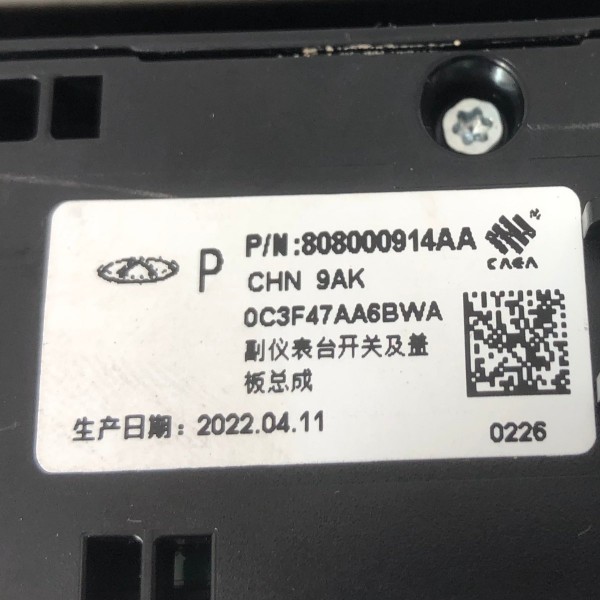 P
P/N:808000914AA
CHN 9AK
0C3F47AA6BWA
副仪表台开关及盖
板总成
CAEA
生产日期：2022.04.11
0226